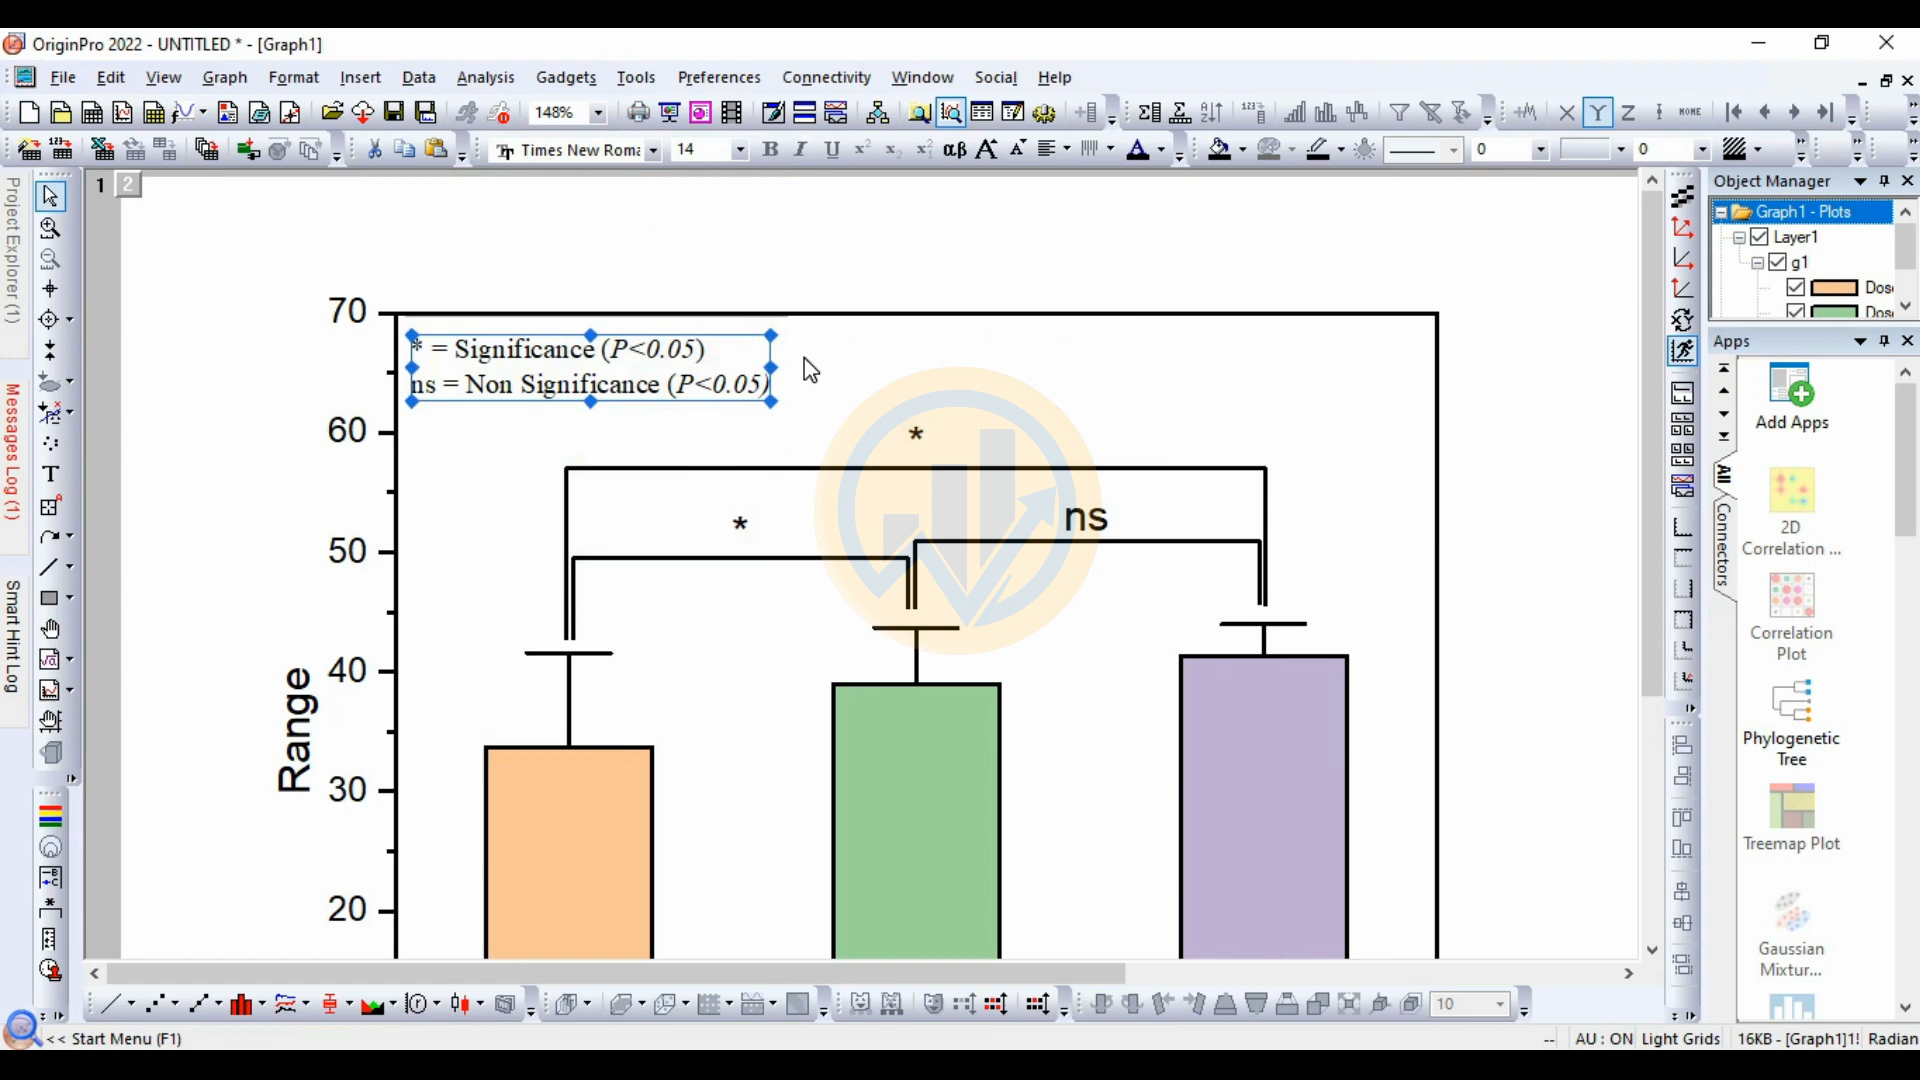 OriginPro 2022 - UNTITLED * - [Graph1]
File Edit View Graph Format Insert Data Analysis Gadgets Tools Preferences Connectivity Window Social Help
148%
Y Z NONE
Times New Roma 14 B I U αβ A A 0 0
Project Explorer (1)
Messages Log (1)
Smart Hint Log
1 2
70
60
50
40
30
20
Range
* = Significance (P<0.05)
ns = Non Significance (P<0.05)
*
*
ns
Object Manager
Graph1 - Plots
Layer1
g1
Dose
Dose
Apps
All
Connectors
Add Apps
2D
Correlation ...
Correlation
Plot
Phylogenetic
Tree
Treemap Plot
Gaussian
Mixtur...
10
<< Start Menu (F1)
-- AU : ON Light Grids 16KB - [Graph1]1! Radian